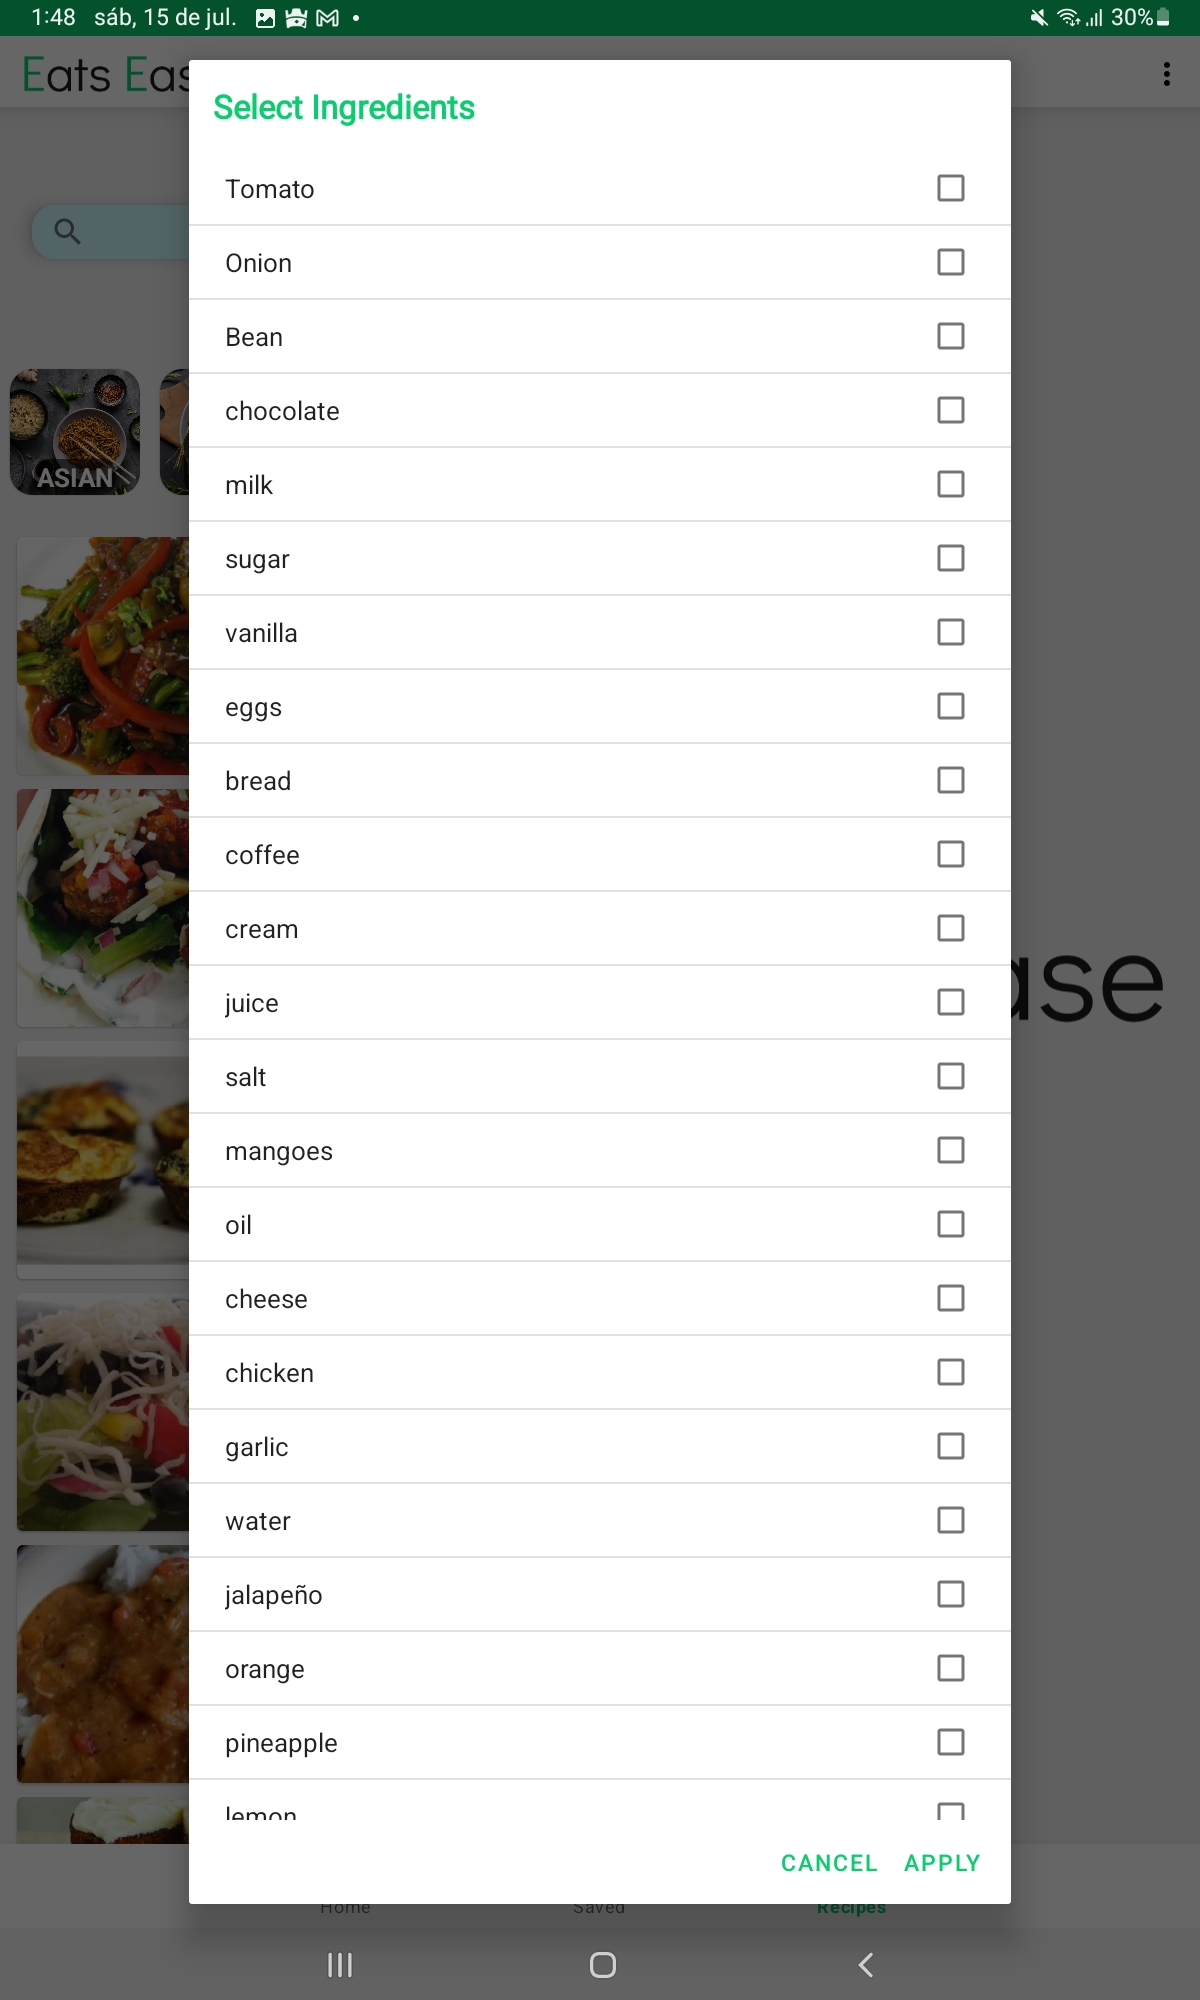 1:48 sáb, 15 de jul. 30%
Eats Eas
Select Ingredients
Tomato
Onion
Bean
chocolate
milk
ASIAN
sugar
vanilla
eggs
bread
coffee
cream
ase
juice
salt
mangoes
oil
cheese
chicken
garlic
water
jalapeño
orange
pineapple
lemon
CANCEL APPLY
Home Saved Recipes